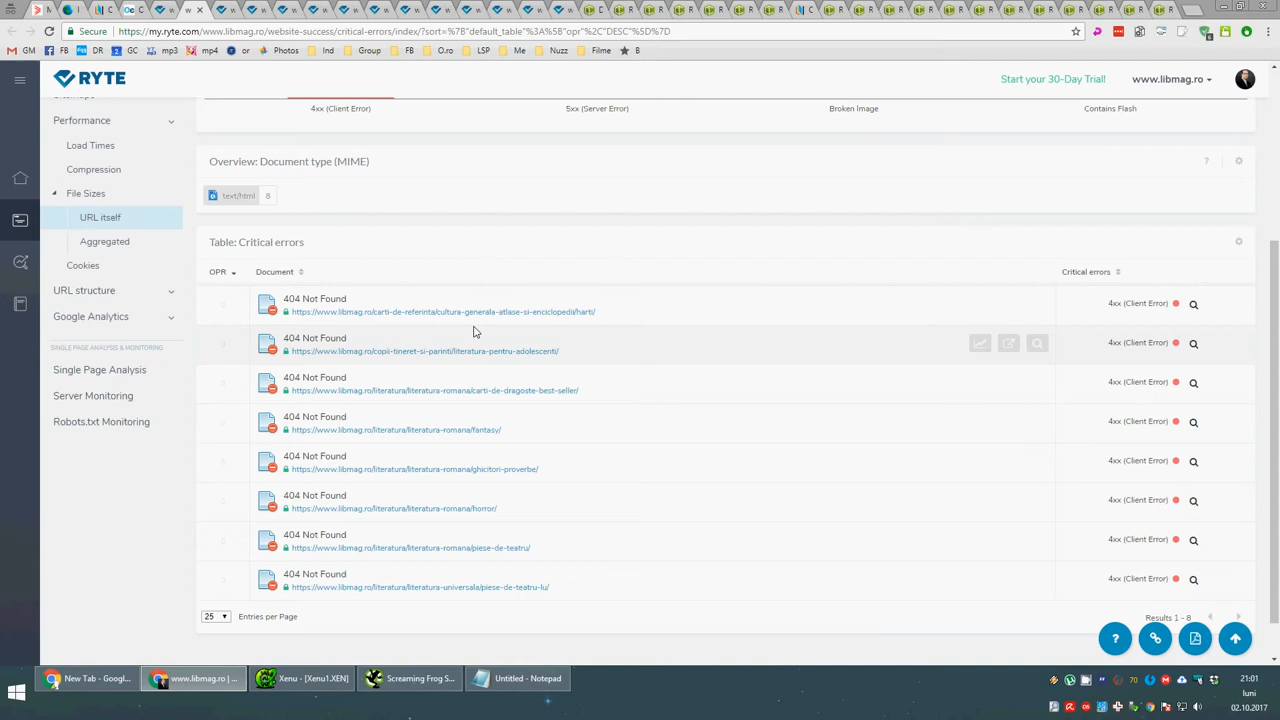 Secure https://my.ryte.com/www.libmag.ro/website-success/critical-errors/index/?sort=%7B"default_table"%3A%5B"opr"%2C"DESC"%5D%7D
GM FB DR GC mp mp O or Photos FB O.ro LSP Me Nuzz Filme B
RYTE
Start your 30-Day Trial!
www.libmag.ro
Performance
Load Times
Compression
File Sizes
URL itself
Aggregated
Cookies
URL structure
Google Analytics
SINGLE PAGE ANALYSIS & MONITORING
Single Page Analysis
Server Monitoring
Robots.txt Monitoring
4xx (Client Error) 5xx (Server Error) Broken Image Contains Flash
Overview: Document type (MIME) ?
text/html 8
Table: Critical errors
OPR Document Critical errors
404 Not Found
https://www.libmag.ro/carti-de-referinta/cultura-generala-atlase-si-enciclopedii/harti/
4xx (Client Error)
404 Not Found
https://www.libmag.ro/copii-tineret-si-parinti/literatura-pentru-adolescenti/
4xx (Client Error)
404 Not Found
https://www.libmag.ro/literatura/literatura-romana/carti-de-dragoste-best-seller/
4xx (Client Error)
404 Not Found
https://www.libmag.ro/literatura/literatura-romana/fantasy/
4xx (Client Error)
404 Not Found
https://www.libmag.ro/literatura/literatura-romana/ghicitori-proverbe/
4xx (Client Error)
404 Not Found
https://www.libmag.ro/literatura/literatura-romana/horror/
4xx (Client Error)
404 Not Found
https://www.libmag.ro/literatura/literatura-romana/piese-de-teatru/
4xx (Client Error)
404 Not Found
https://www.libmag.ro/literatura/literatura-universala/piese-de-teatru-lu/
4xx (Client Error)
25 Entries per Page
Results 1 - 8
?
New Tab - Googl... www.libmag.ro | ... Xenu - [Xenu1.XEN] Screaming Frog S... Untitled - Notepad
70
21:01
luni
02.10.2017